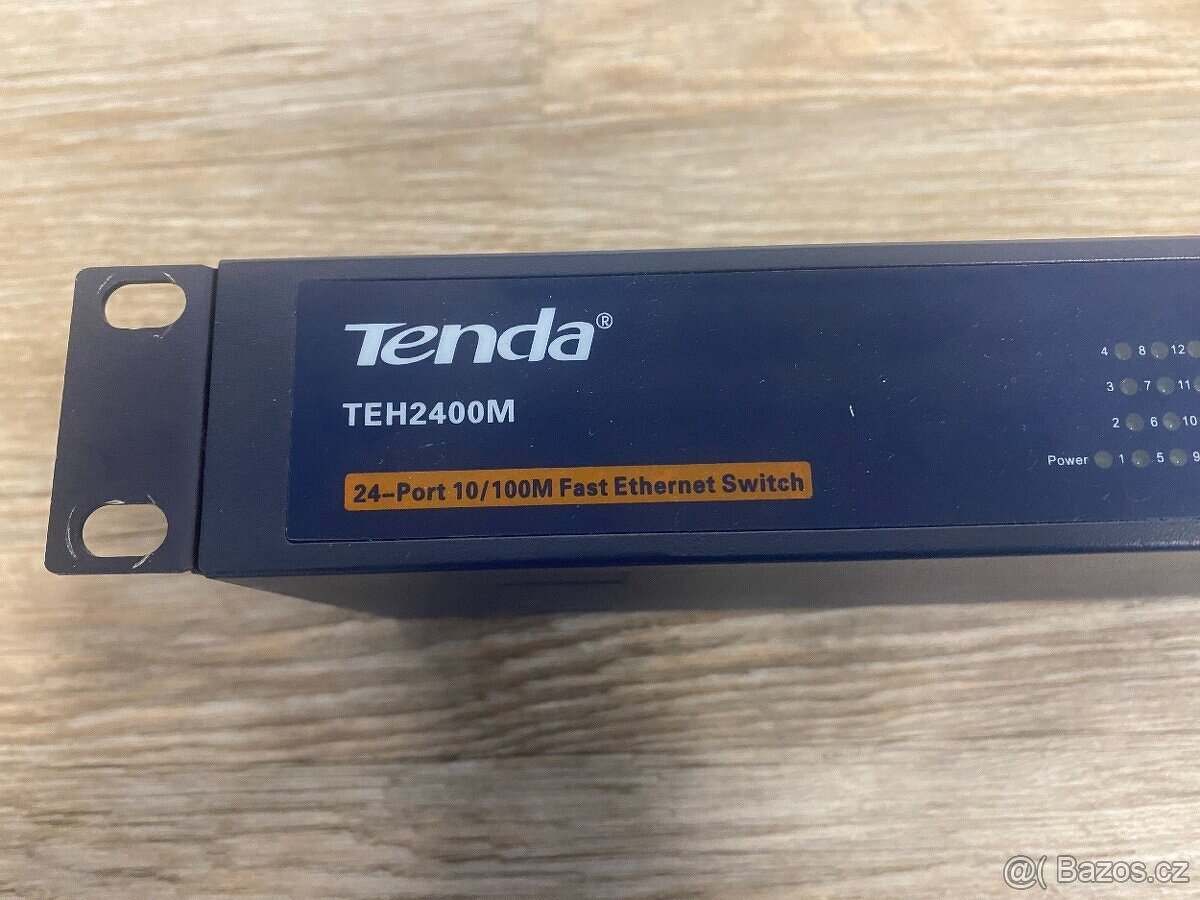 Tenda®
TEH2400M
24-Port 10/100M Fast Ethernet Switch
4 8 12
3 7 11
2 6 10
Power 1 5 9
@( Bazos.cz